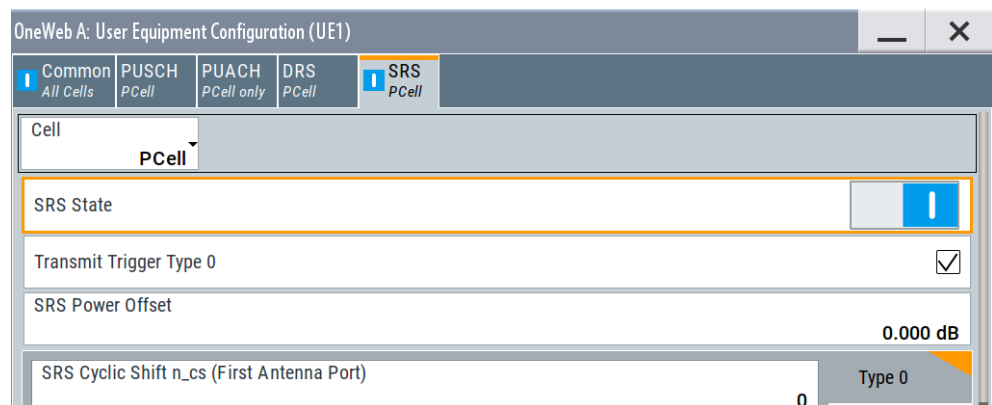 OneWeb A: User Equipment Configuration (UE1)
Common PUSCH PUACH DRS SRS
All Cells PCell PCell only PCell PCell
Cell
PCell
SRS State
Transmit Trigger Type 0
SRS Power Offset
0.000 dB
SRS Cyclic Shift n_cs (First Antenna Port)
Type 0
0